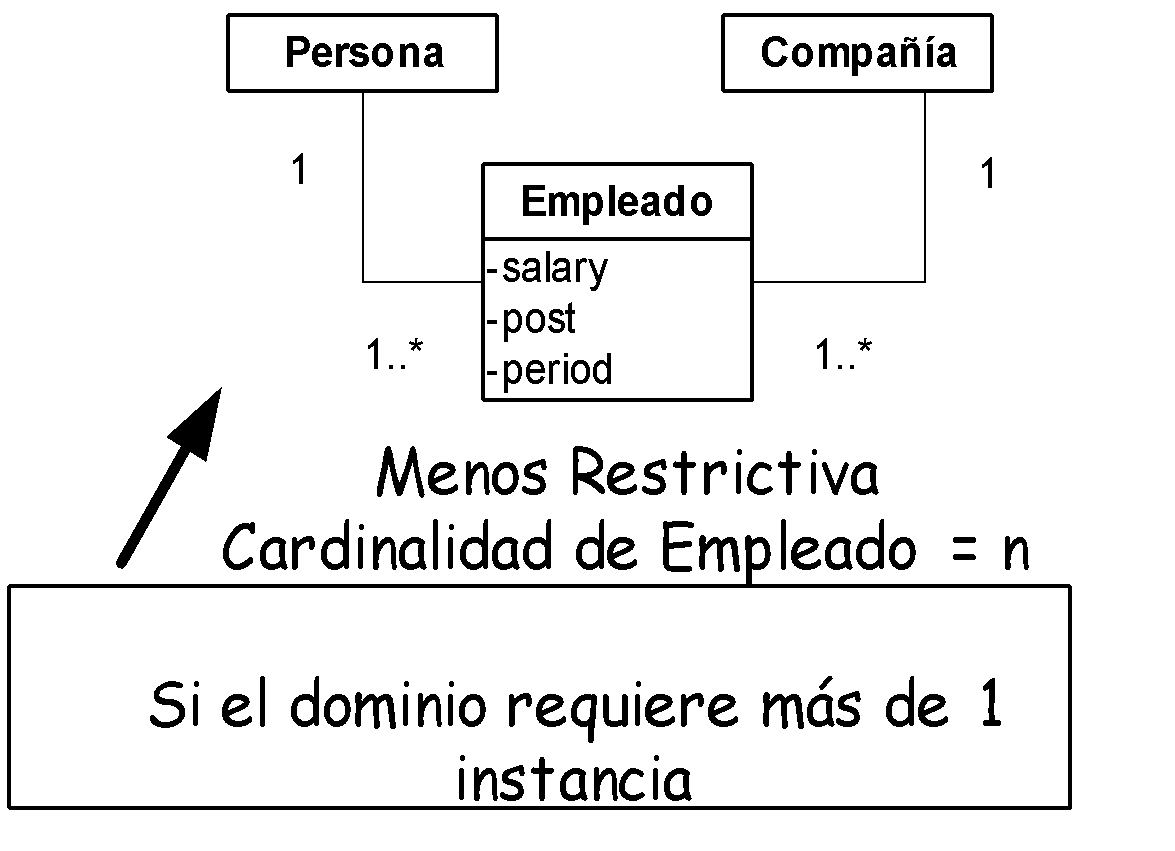 Persona
Compañía
1
1
Empleado
-salary
-post
-period
1..*
1..*
Menos Restrictiva
Cardinalidad de Empleado = n
Si el dominio requiere más de 1
instancia